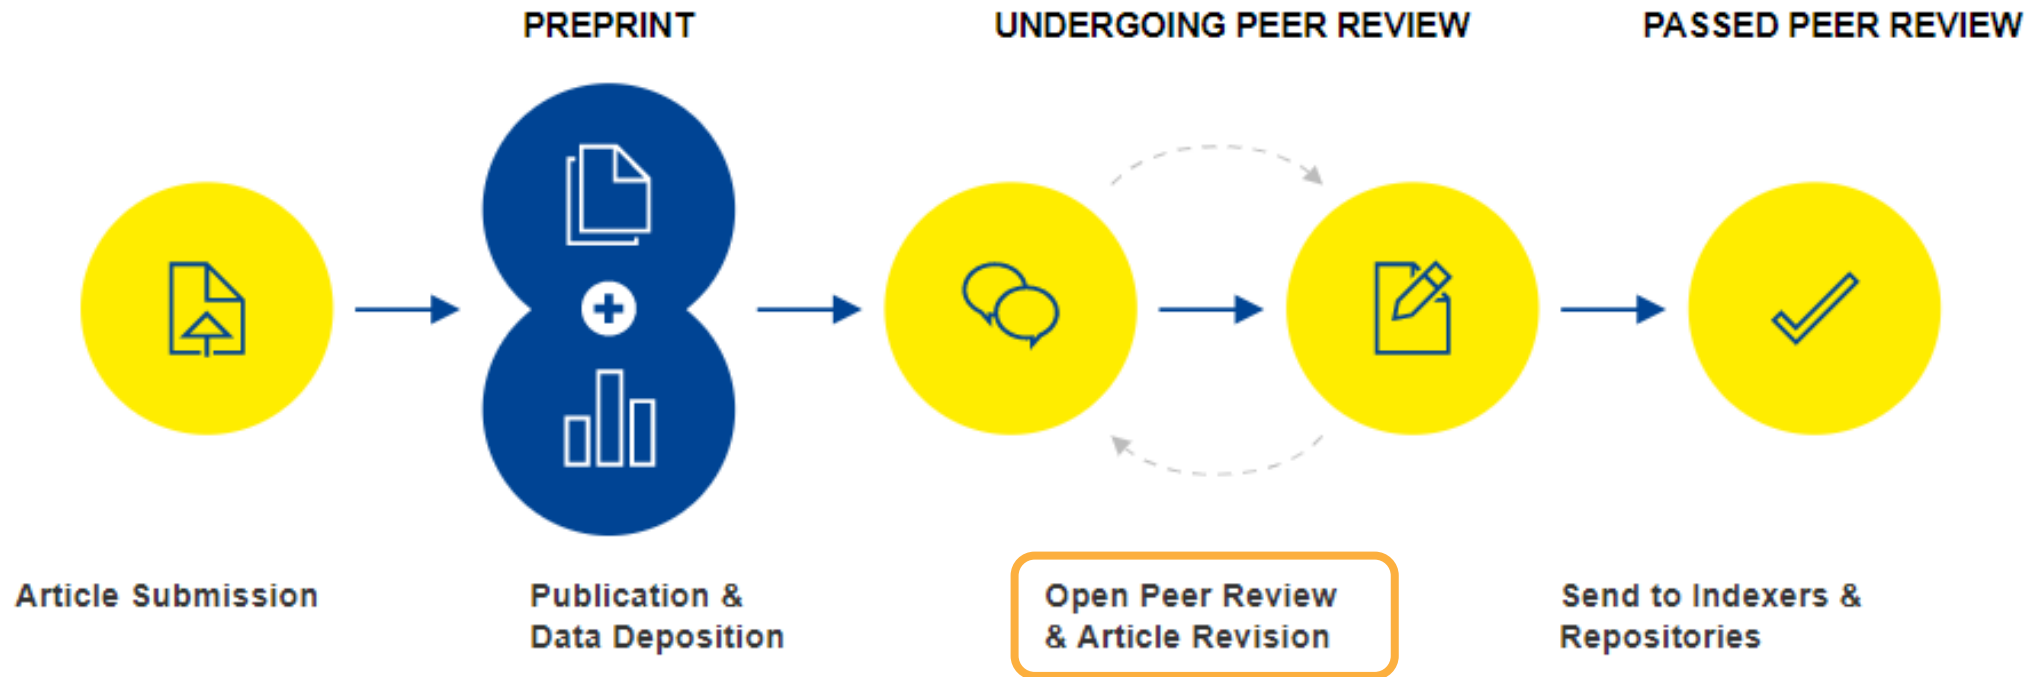 PREPRINT
UNDERGOING PEER REVIEW
PASSED PEER REVIEW
Article Submission
Publication &
Data Deposition
Open Peer Review
& Article Revision
Send to Indexers &
Repositories